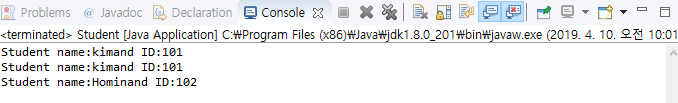 Problems @ Javadoc Declaration Console
<terminated> Student [Java Application] C:₩Program Files (x86)₩Java₩jdk1.8.0_201₩bin₩javaw.exe (2019. 4. 10. 오전 10:01
Student name:kimand ID:101
Student name:kimand ID:101
Student name:Hominand ID:102